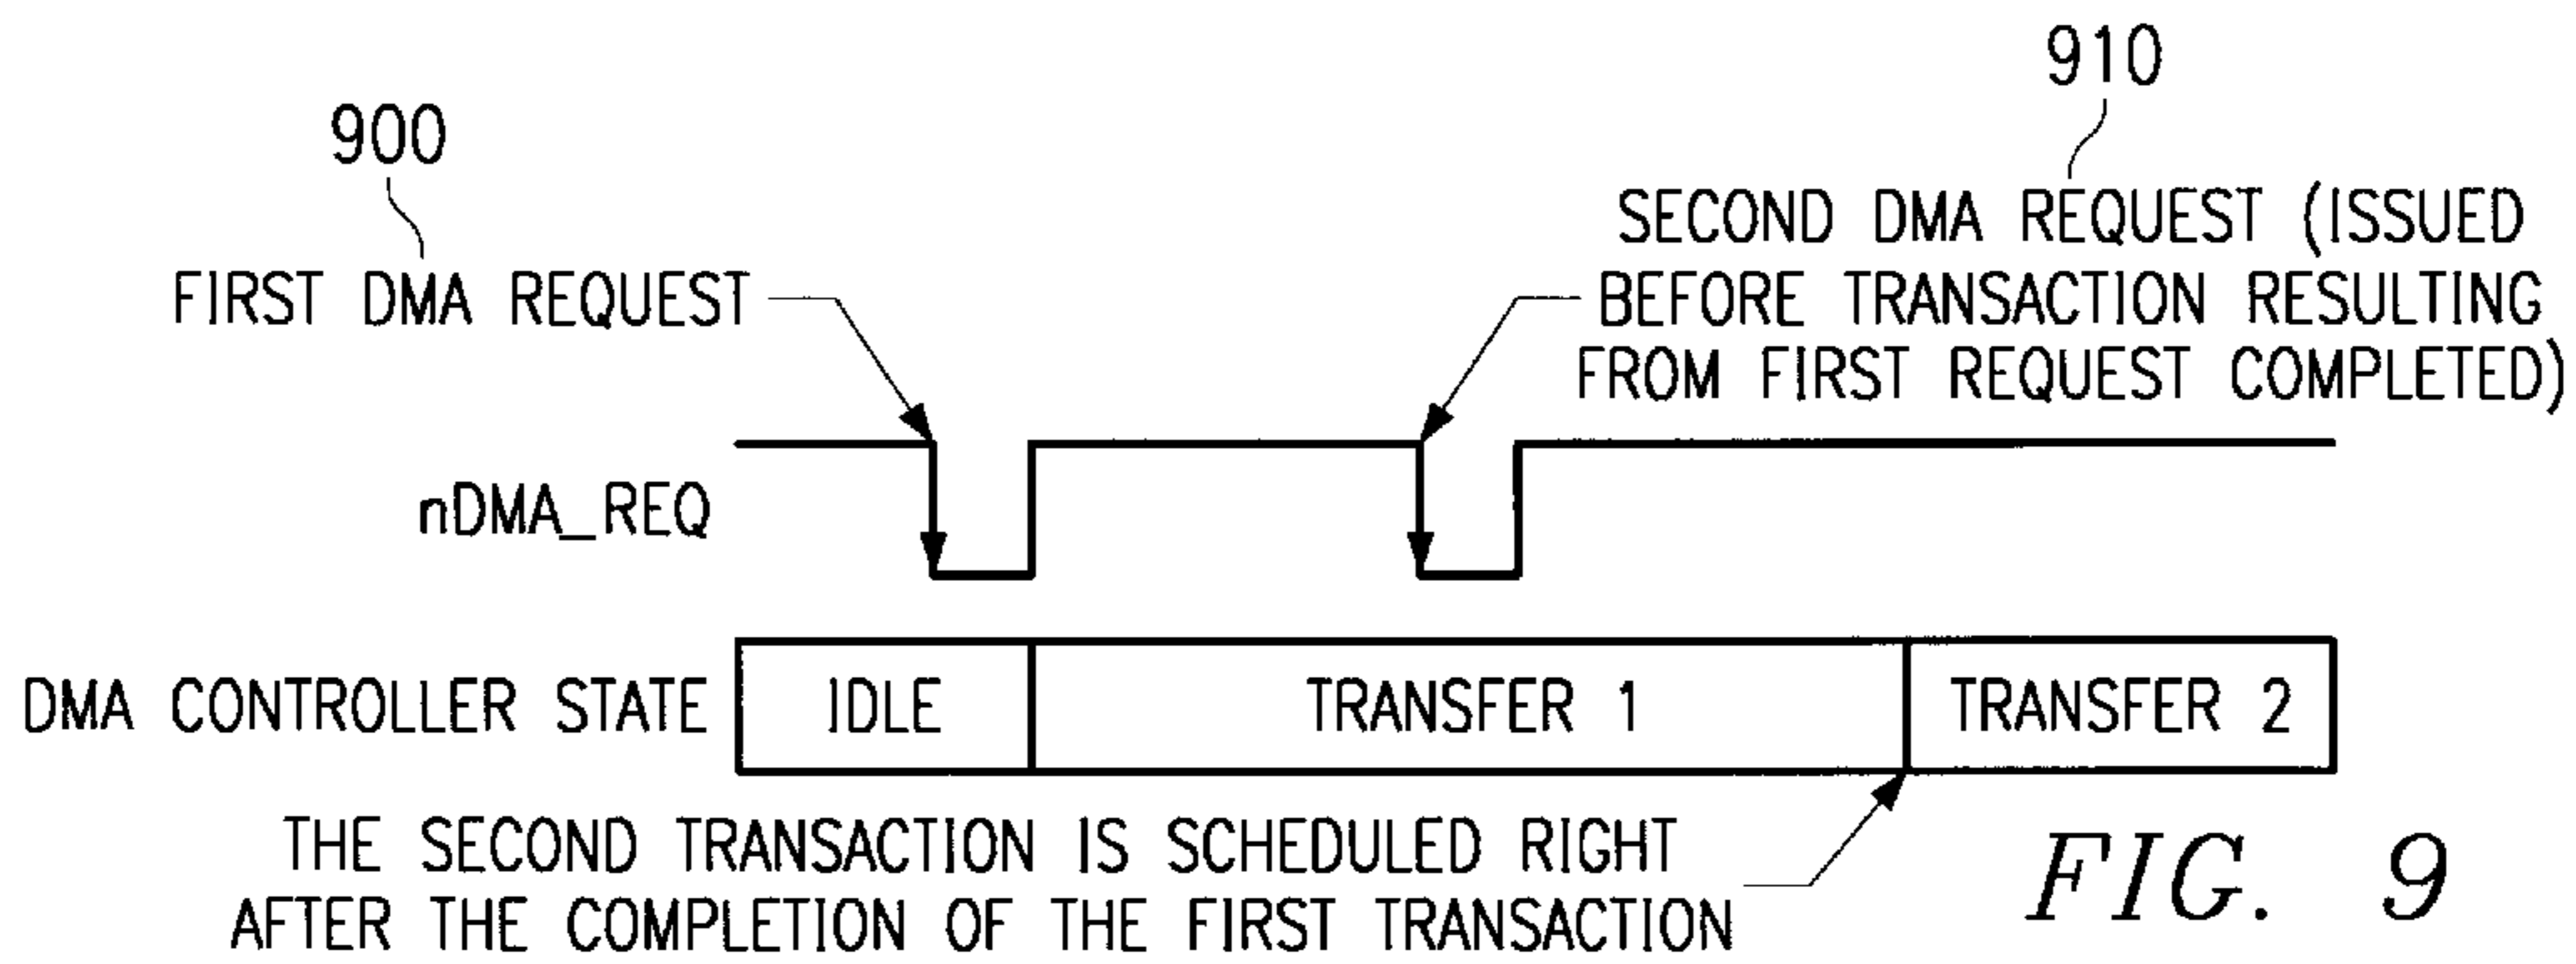 910
900
SECOND DMA REQUEST (ISSUED
BEFORE TRANSACTION RESULTING
FROM FIRST REQUEST COMPLETED)
FIRST DMA REQUEST
nDMA_REQ
DMA CONTROLLER STATE
IDLE
TRANSFER 1
TRANSFER 2
THE SECOND TRANSACTION IS SCHEDULED RIGHT
AFTER THE COMPLETION OF THE FIRST TRANSACTION
FIG. 9